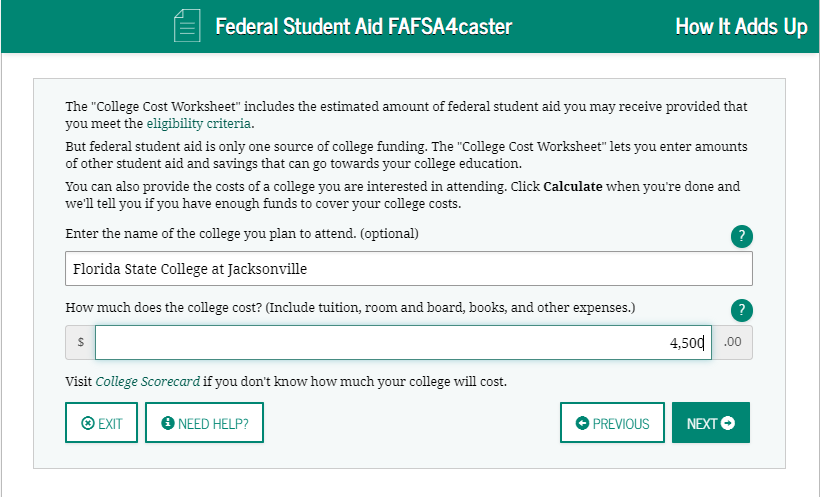 Federal Student Aid FAFSA4caster
How It Adds Up
The "College Cost Worksheet" includes the estimated amount of federal student aid you may receive provided that
you meet the eligibility criteria.
But federal student aid is only one source of college funding. The "College Cost Worksheet" lets you enter amounts
of other student aid and savings that can go towards your college education.
You can also provide the costs of a college you are interested in attending. Click Calculate when you're done and
we'll tell you if you have enough funds to cover your college costs.
Enter the name of the college you plan to attend. (optional)
?
Florida State College at Jacksonville
How much does the college cost? (Include tuition, room and board, books, and other expenses.)
?
$ 4,500 .00
Visit College Scorecard if you don't know how much your college will cost.
EXIT
NEED HELP?
PREVIOUS
NEXT